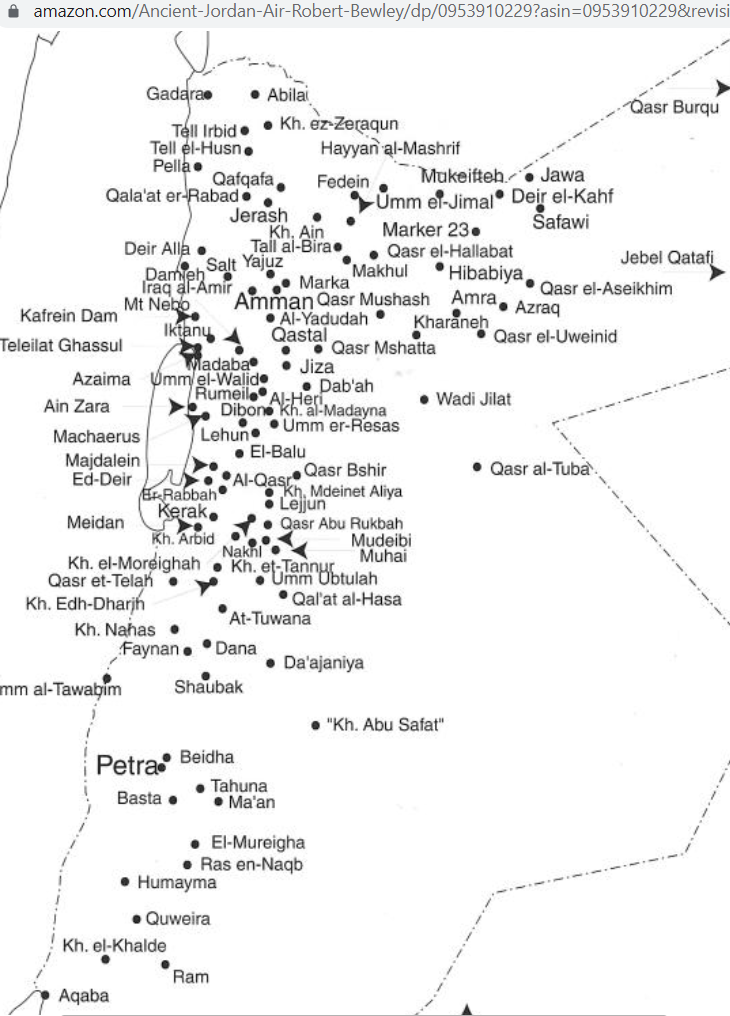 amazon.com/Ancient-Jordan-Air-Robert-Bewley/dp/0953910229?asin=0953910229&revisi
Gadara
Abila
Qasr Burqu
Kh. ez-Zeraqun
Tell Irbid
Tell el-Husn
Hayyan al-Mashrif
Pella
Qafqafa
Fedein
Mukeifteh
Jawa
Qala'at er-Rabad
Umm el-Jimal
Deir el-Kahf
Jerash
Safawi
Kh. Ain
Marker 23
Deir Alla
Tall al-Bira
Qasr el-Hallabat
Jebel Qatafi
Damieh
Salt
Yajuz
Makhul
Hibabiya
Iraq al-Amir
Marka
Qasr el-Aseikhim
Mt Nebo
Amman
Qasr Mushash
Amra
Azraq
Kafrein Dam
Al-Yadudah
Kharaneh
Iktanu
Qastal
Qasr el-Uweinid
Teleilat Ghassul
Qasr Mshatta
Madaba
Jiza
Azaima
Umm el-Walid
Dab'ah
Rumeil
Al-Heri
Wadi Jilat
Ain Zara
Dibon
Kh. al-Madayna
Machaerus
Lehun
Umm er-Resas
El-Balu
Majdalein
Qasr Bshir
Qasr al-Tuba
Ed-Deir
Al-Qasr
Er-Rabbah
Kh. Mdeinet Aliya
Kerak
Lejjun
Meidan
Qasr Abu Rukbah
Kh. Arbid
Mudeibi
Nakhl
Muhai
Kh. el-Moreighah
Kh. et-Tannur
Qasr et-Telah
Umm Ubtulah
Kh. Edh-Dharih
Qal'at al-Hasa
At-Tuwana
Kh. Nahas
Faynan
Dana
Da'ajaniya
mm al-Tawabim
Shaubak
"Kh. Abu Safat"
Petra
Beidha
Tahuna
Basta
Ma'an
El-Mureigha
Ras en-Naqb
Humayma
Quweira
Kh. el-Khalde
Ram
Aqaba